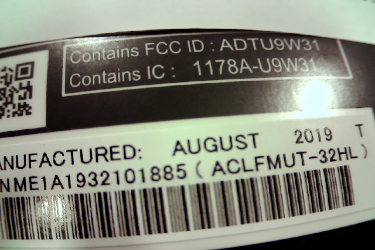 Contains FCC ID : ADTU9W31
Contains IC : 1178A-U9W31
ANUFACTURED: AUGUST 2019 T
NME1A1932101885 ( ACLFMUT-32HL)